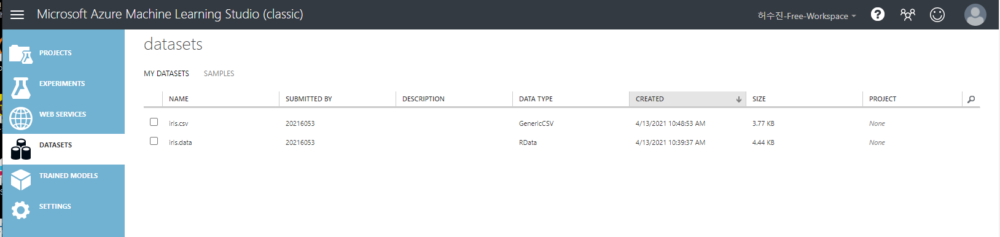 Microsoft Azure Machine Learning Studio (classic)
허수진-Free-Workspace
PROJECTS
EXPERIMENTS
WEB SERVICES
DATASETS
TRAINED MODELS
SETTINGS
datasets
MY DATASETS SAMPLES
NAME SUBMITTED BY DESCRIPTION DATA TYPE CREATED SIZE PROJECT
iris.csv 20216053 GenericCSV 4/13/2021 10:48:53 AM 3.77 KB None
iris.data 20216053 RData 4/13/2021 10:39:37 AM 4.44 KB None